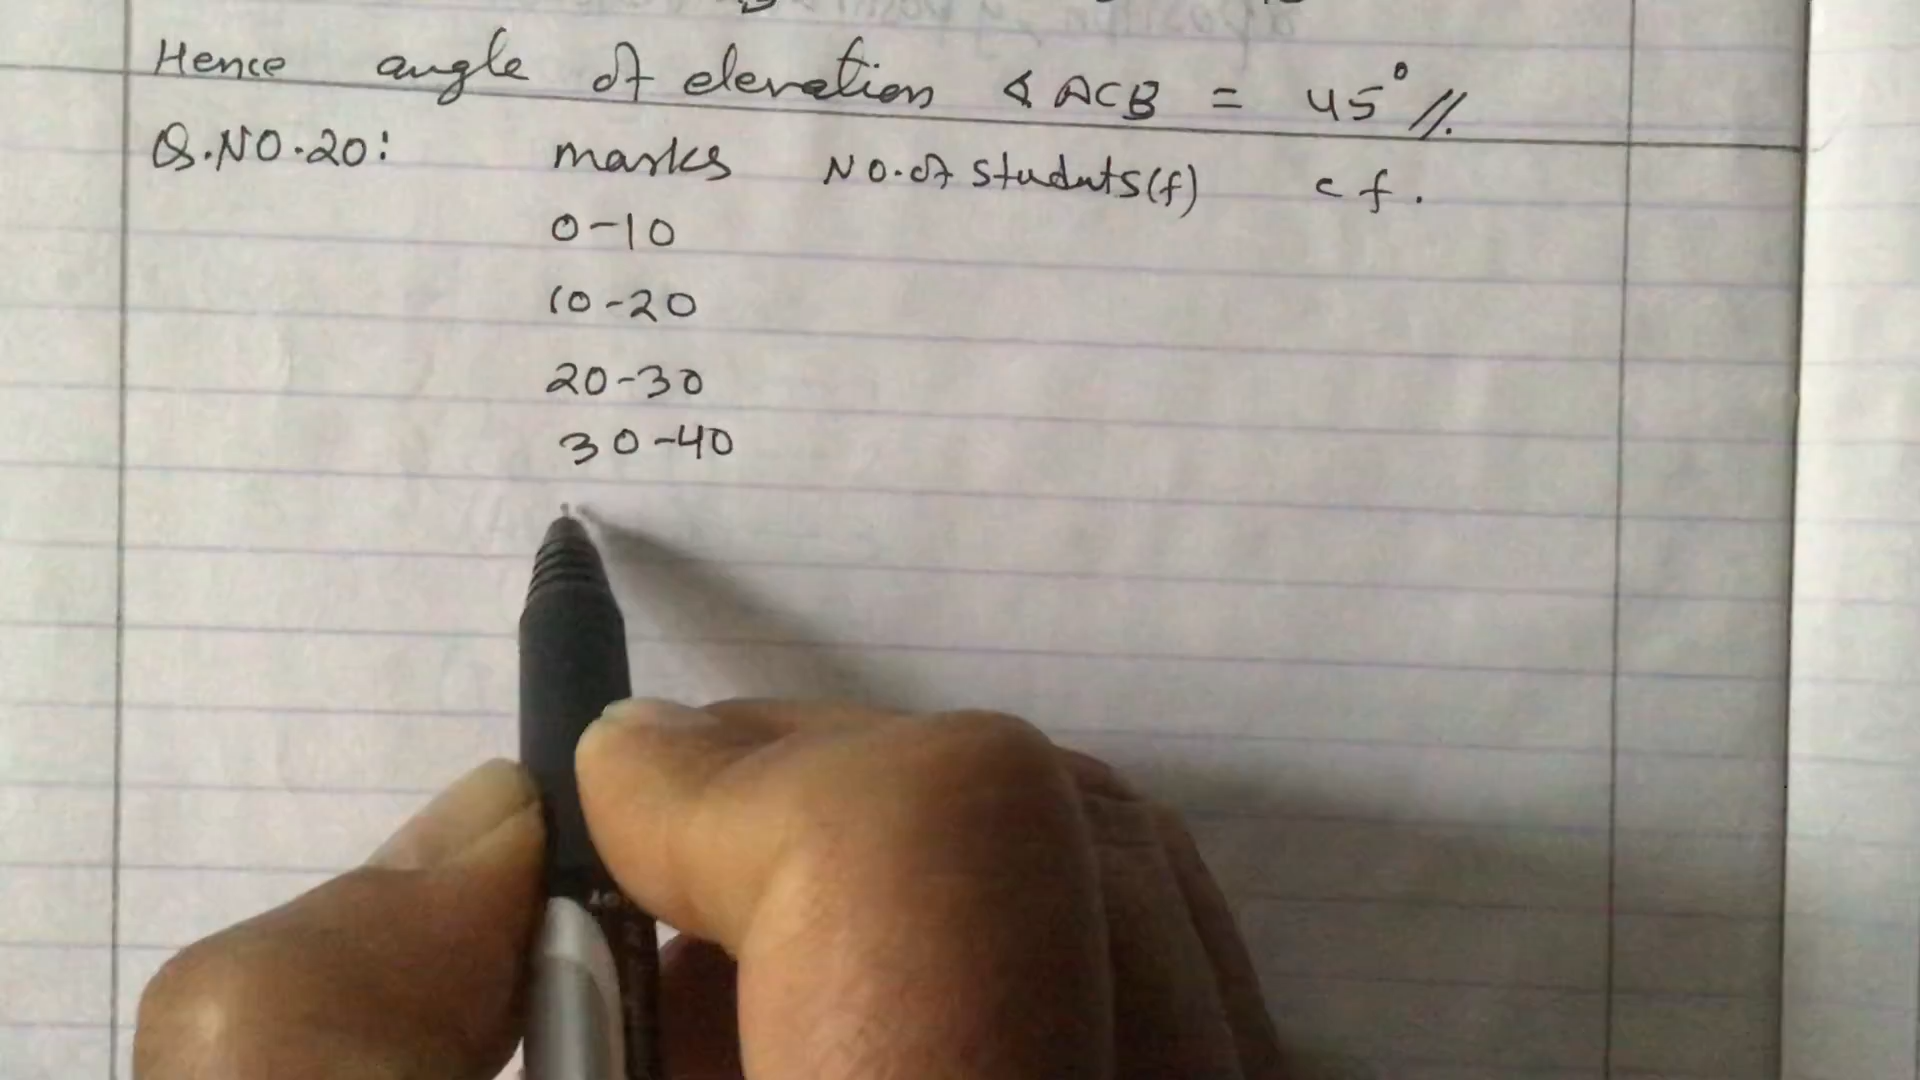 Hence angle of elevation ∢ ACB = 45° //.
Q.NO.20: marks NO.of students(f) cf.
0-10
10-20
20-30
30-40